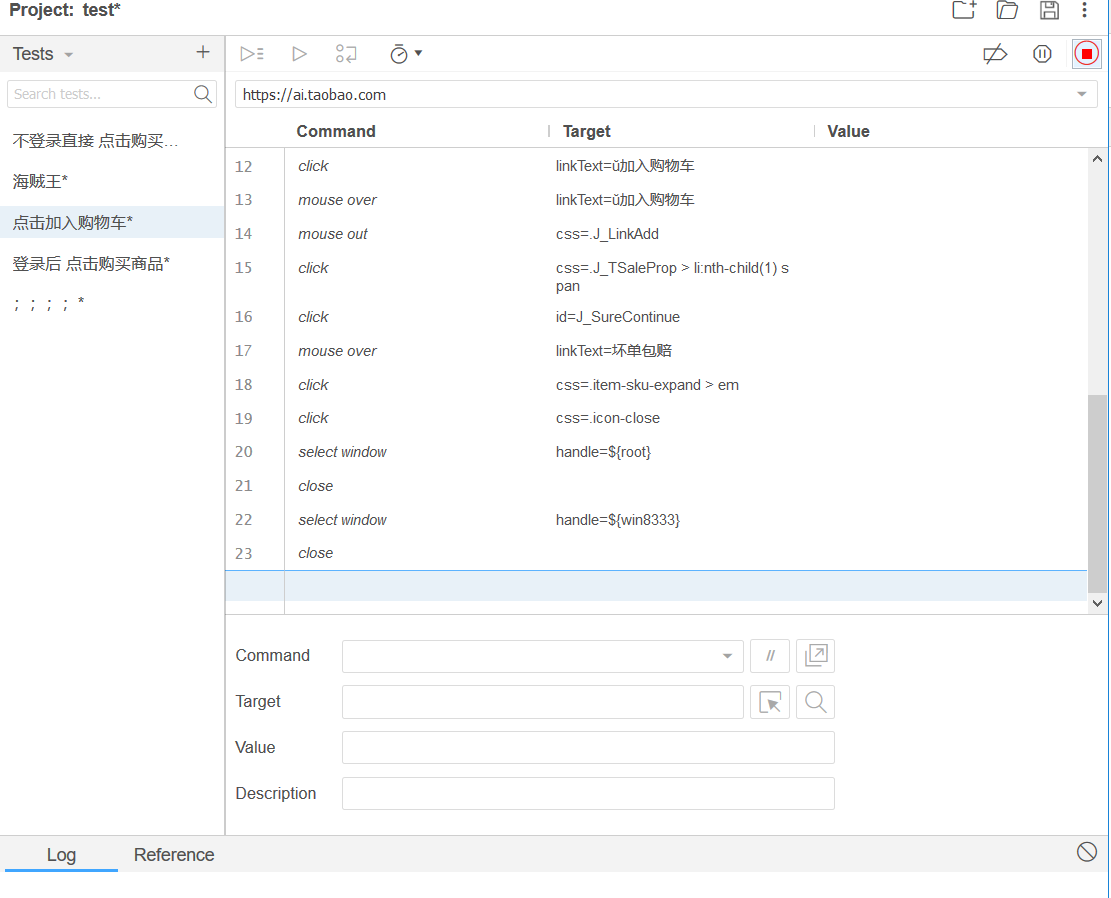 Project: test*
Tests
Search tests...
不登录直接 点击购买…
海贼王*
点击加入购物车*
登录后 点击购买商品*
；；；；*
https://ai.taobao.com
Command Target Value
12 click linkText=ŭ加入购物车
13 mouse over linkText=ŭ加入购物车
14 mouse out css=.J_LinkAdd
15 click css=.J_TSaleProp > li:nth-child(1) s
pan
16 click id=J_SureContinue
17 mouse over linkText=坏单包赔
18 click css=.item-sku-expand > em
19 click css=.icon-close
20 select window handle=${root}
21 close
22 select window handle=${win8333}
23 close
Command //
Target
Value
Description
Log Reference